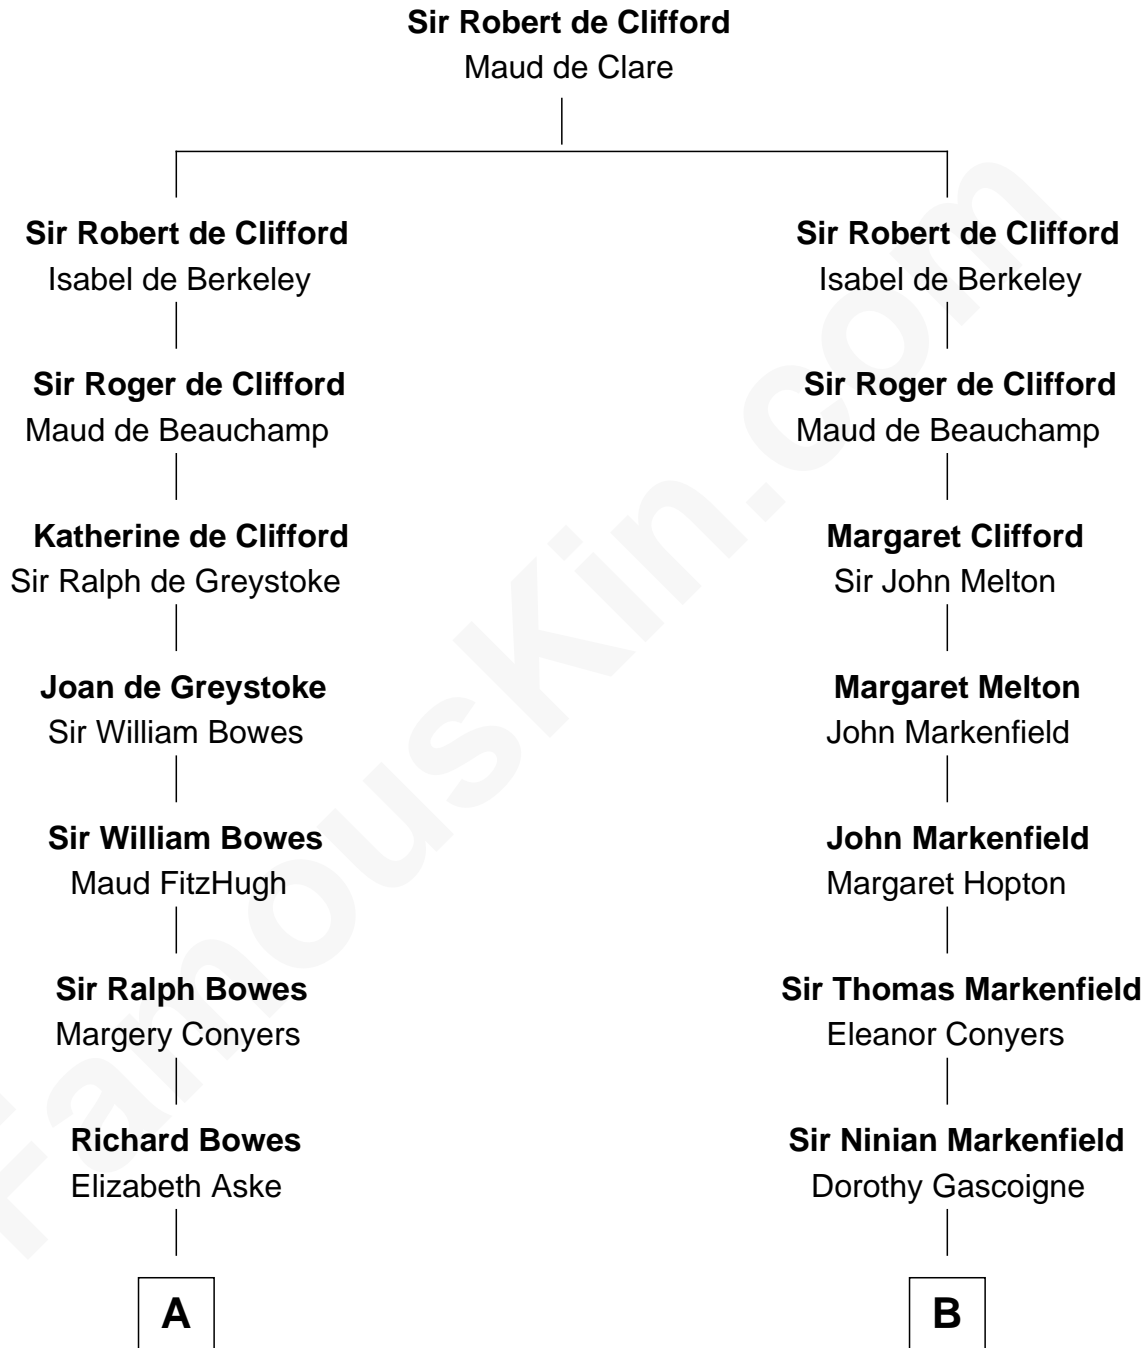 Sir Robert de Clifford
Maud de Clare
Sir Robert de Clifford
Isabel de Berkeley
Sir Roger de Clifford
Maud de Beauchamp
Katherine de Clifford
Sir Ralph de Greystoke
Joan de Greystoke
Sir William Bowes
Sir William Bowes
Maud FitzHugh
Sir Ralph Bowes
Margery Conyers
Richard Bowes
Elizabeth Aske
A
Sir Robert de Clifford
Isabel de Berkeley
Sir Roger de Clifford
Maud de Beauchamp
Margaret Clifford
Sir John Melton
Margaret Melton
John Markenfield
John Markenfield
Margaret Hopton
Sir Thomas Markenfield
Eleanor Conyers
Sir Ninian Markenfield
Dorothy Gascoigne
B
FamousKin.com